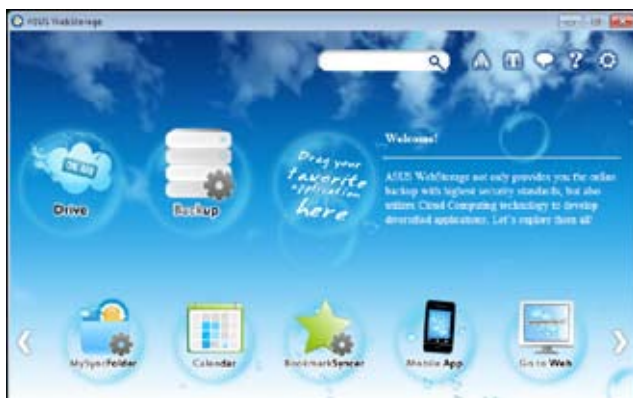 ASUS WebStorage
Welcome!
ASUS WebStorage not only provides you the online
backup with highest security standards, but also
utilizes Cloud Computing technology to develop
diversified applications. Let's explore them all!
Drive
Backup
Drag your
favorite
application
here
MySyncFolder
Calendar
BookmarkSyncer
Mobile App
Go to Web